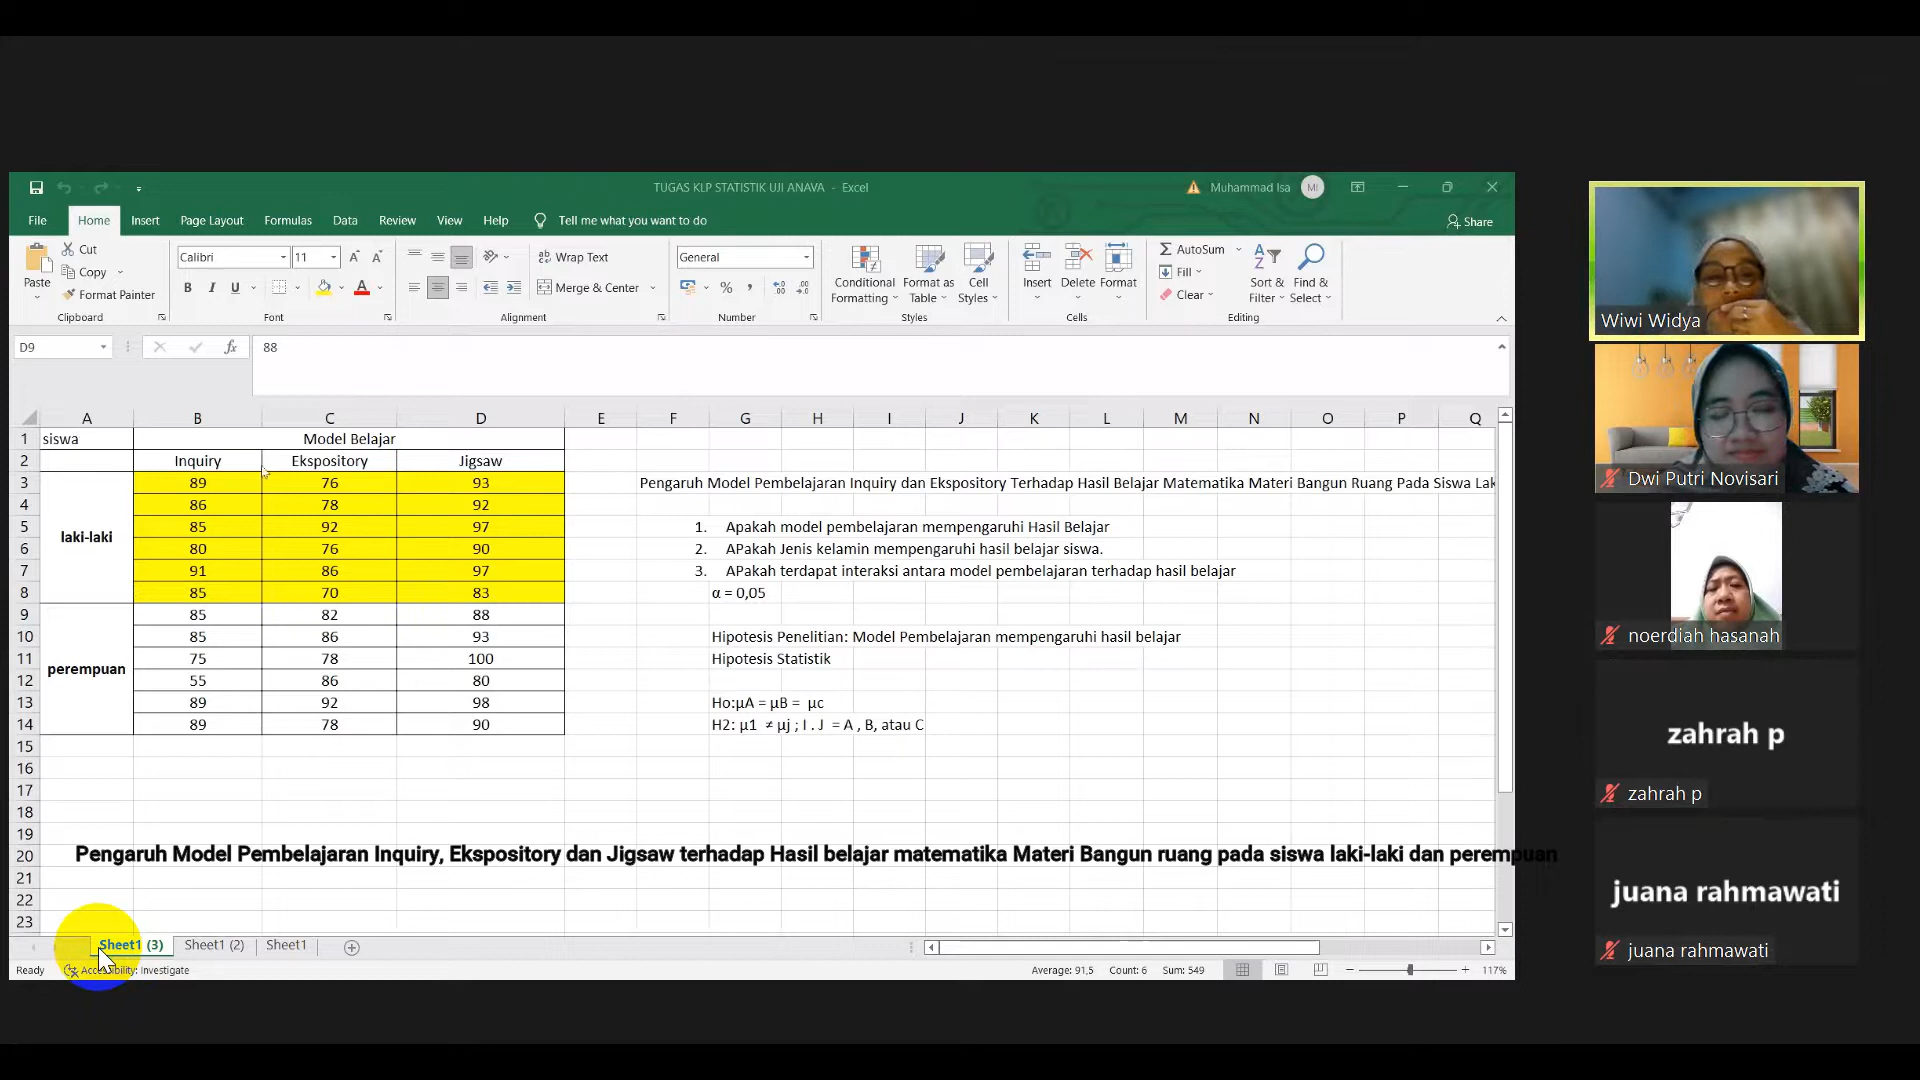 TUGAS KLP STATISTIK UJI ANAVA - Excel
Muhammad Isa MI
File Home Insert Page Layout Formulas Data Review View Help Tell me what you want to do Share
Paste
Cut
Copy
Format Painter
Clipboard
Calibri 11
B I U
Font
Wrap Text
Merge & Center
Alignment
General
Number
Conditional Formatting
Format as Table
Cell Styles
Styles
Insert Delete Format
Cells
AutoSum
Fill
Clear
Sort & Filter
Find & Select
Editing
D9 fx 88
A B C D E F G H I J K L M N O P Q
1 siswa Model Belajar
2 Inquiry Ekspository Jigsaw
3 89 76 93 Pengaruh Model Pembelajaran Inquiry dan Ekspository Terhadap Hasil Belajar Matematika Materi Bangun Ruang Pada Siswa Lak
4 86 78 92
5 85 92 97 1. Apakah model pembelajaran mempengaruhi Hasil Belajar
laki-laki
6 80 76 90 2. APakah Jenis kelamin mempengaruhi hasil belajar siswa.
7 91 86 97 3. APakah terdapat interaksi antara model pembelajaran terhadap hasil belajar
8 85 70 83 α = 0,05
9 85 82 88
10 85 86 93 Hipotesis Penelitian: Model Pembelajaran mempengaruhi hasil belajar
11 75 78 100 Hipotesis Statistik
perempuan
12 55 86 80
13 89 92 98 Ho:μA = μB = μc
14 89 78 90 H2: μ1 ≠ μj ; I . J = A , B, atau C
15
16
17
18
19
20 Pengaruh Model Pembelajaran Inquiry, Ekspository dan Jigsaw terhadap Hasil belajar matematika Materi Bangun ruang pada siswa laki-laki dan perempuan
21
22
23
Sheet1 (3) Sheet1 (2) Sheet1
Ready Accessibility: Investigate Average: 91,5 Count: 6 Sum: 549 117%
Wiwi Widya
Dwi Putri Novisari
noerdiah hasanah
zahrah p
zahrah p
juana rahmawati
juana rahmawati